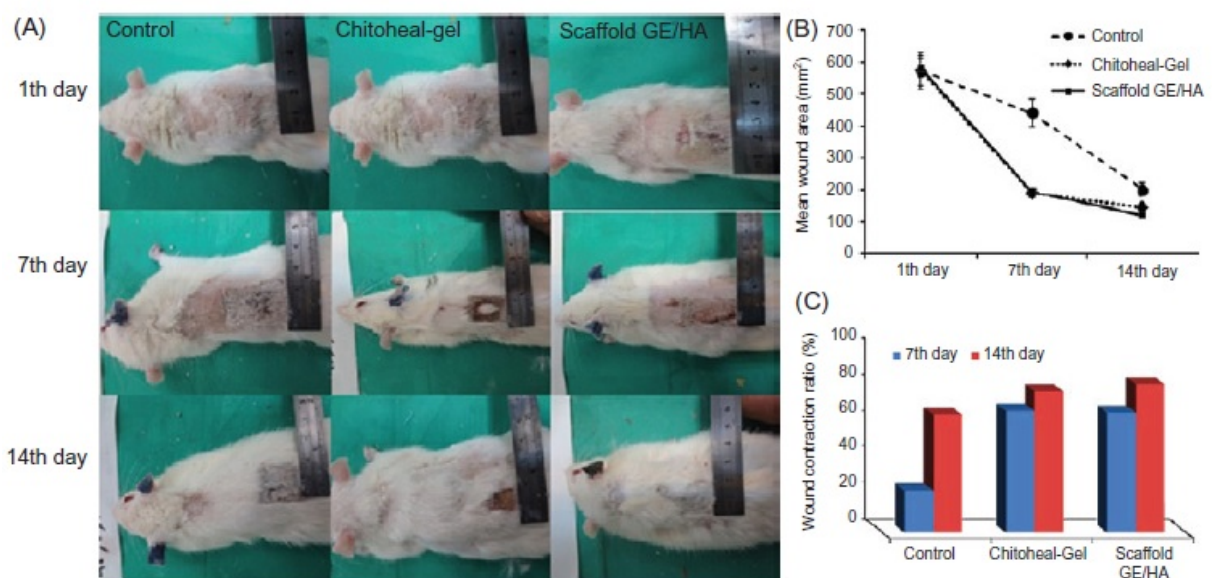 (A)
Control
Chitoheal-gel
Scaffold GE/HA
1th day
7th day
14th day
(B)
Mean wound area (mm²)
700
600
500
400
300
200
100
0
Control
Chitoheal-Gel
Scaffold GE/HA
1th day
7th day
14th day
(C)
Wound contraction ratio (%)
100
80
60
40
20
0
7th day
14th day
Control
Chitoheal-Gel
Scaffold
GE/HA